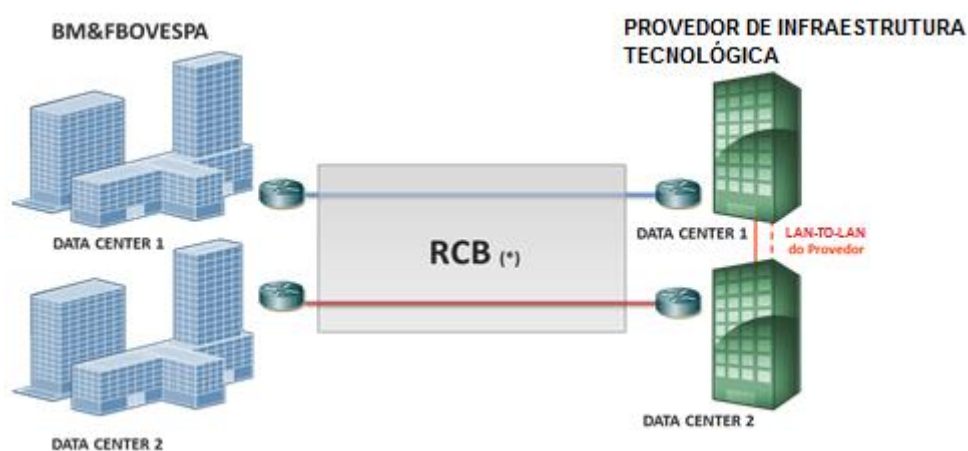 BM&FBOVESPA
PROVEDOR DE INFRAESTRUTURA
TECNOLÓGICA
DATA CENTER 1
RCB (*)
DATA CENTER 1
LAN-TO-LAN
do Provedor
DATA CENTER 2
DATA CENTER 2